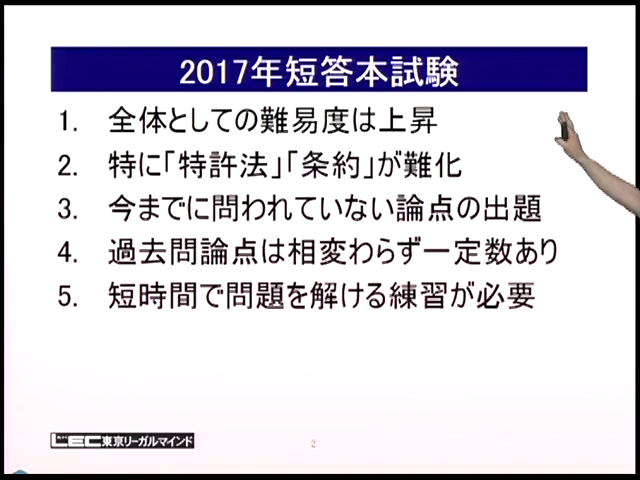 2017年短答本試験
1. 全体としての難易度は上昇
2. 特に「特許法」「条約」が難化
3. 今までに問われていない論点の出題
4. 過去問論点は相変わらず一定数あり
5. 短時間で問題を解ける練習が必要
LEC東京リーガルマインド
2